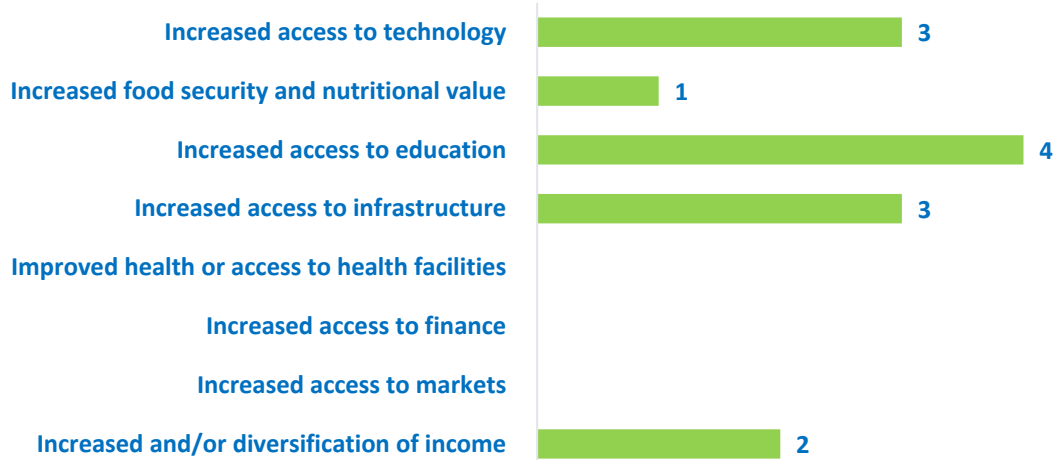 Increased access to technology 3
Increased food security and nutritional value 1
Increased access to education 4
Increased access to infrastructure 3
Improved health or access to health facilities
Increased access to finance
Increased access to markets
Increased and/or diversification of income 2